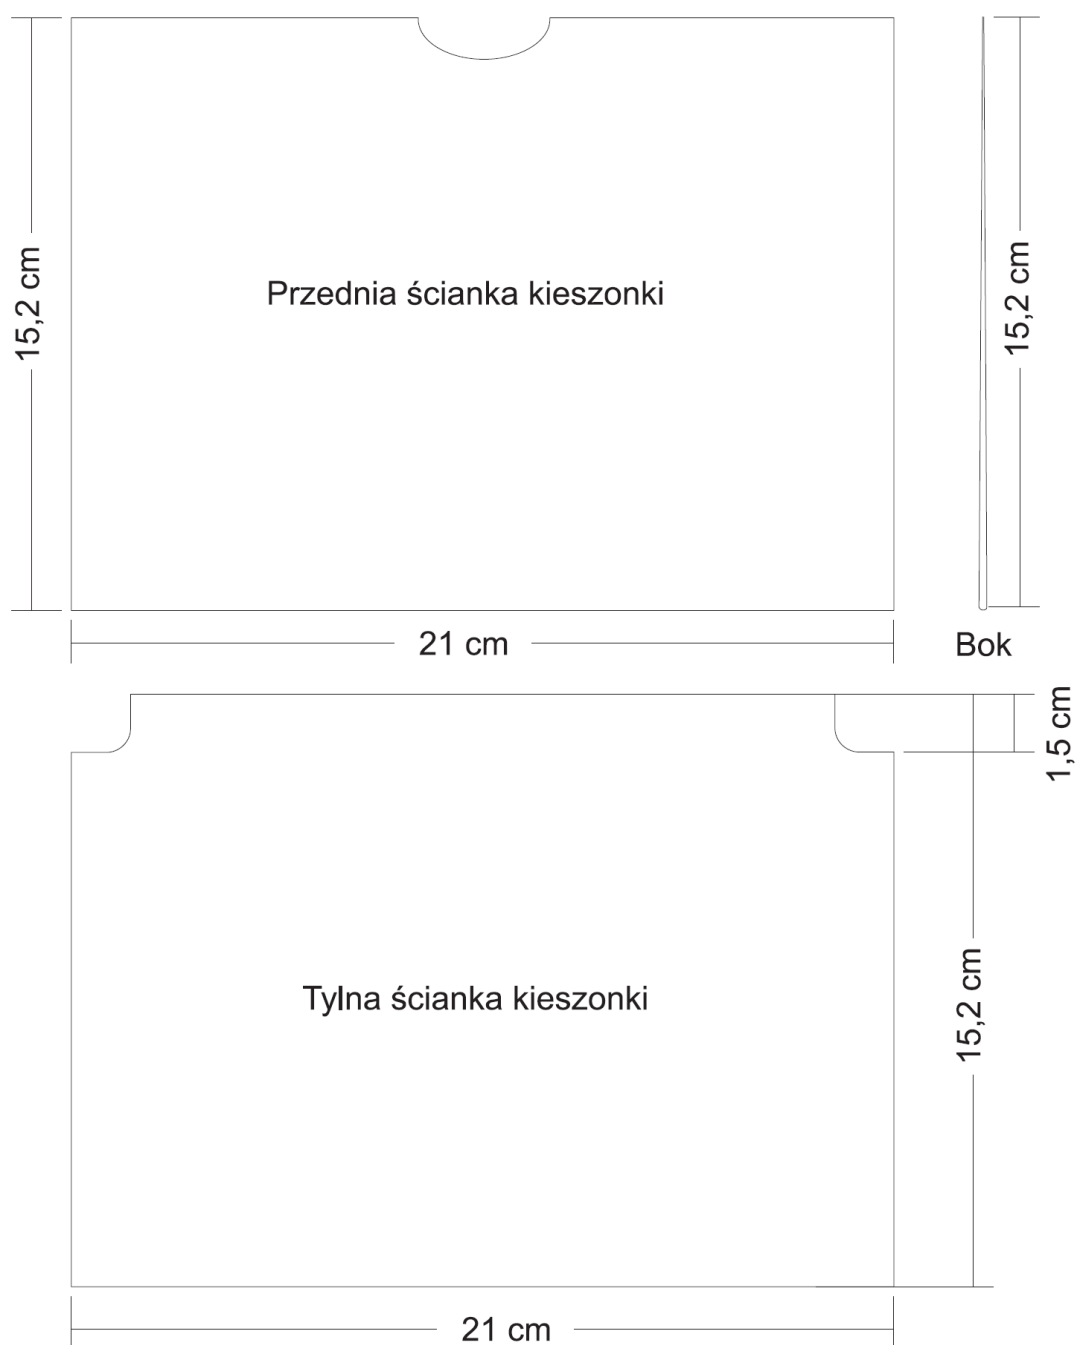 15,2 cm
Przednia ścianka kieszonki
15,2 cm
21 cm
Bok
1,5 cm
Tylna ścianka kieszonki
15,2 cm
21 cm